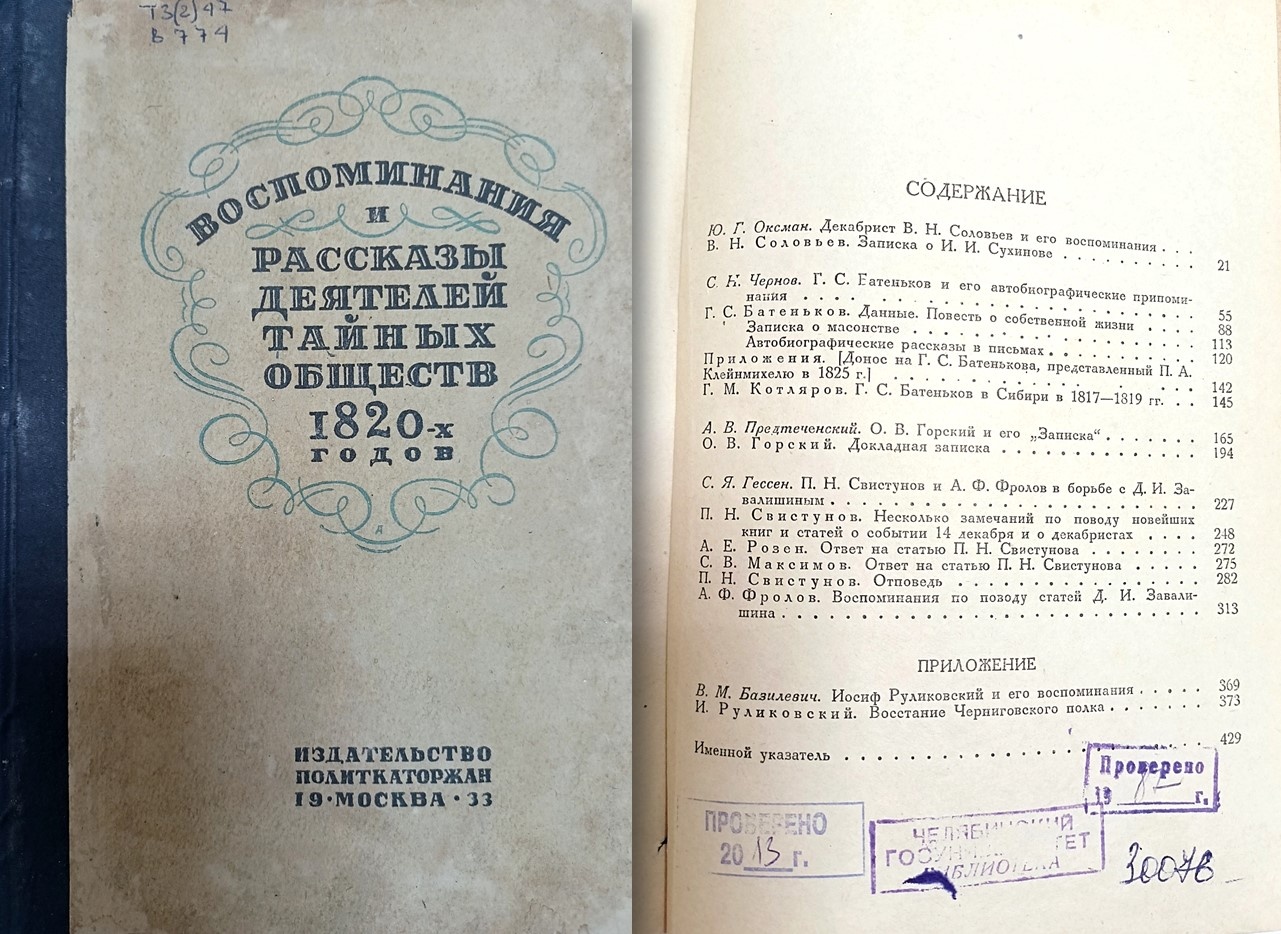 Т3(2)47
В 774
ВОСПОМИНАНИЯ
И
РАССКАЗЫ
ДЕЯТЕЛЕЙ
ТАЙНЫХ
ОБЩЕСТВ
1820-х
ГОДОВ
ИЗДАТЕЛЬСТВО
ПОЛИТКАТОРЖАН
19·МОСКВА·33
СОДЕРЖАНИЕ
Ю. Г. Оксман. Декабрист В. Н. Соловьев и его воспоминания . .
В. Н. Соловьев. Записка о И. И. Сухинове . . . . . . . . . . 21
С. Н. Чернов. Г. С. Батеньков и его автобиографические припоми-
нания . . . . . . . . . . . . . . . . . . . . 55
Г. С. Батеньков. Данные. Повесть о собственной жизни . . . . 88
Записка о масонстве . . . . . . . . . . . . . . 113
Автобиографические рассказы в письмах . . . . . . . . 120
Приложения. [Донос на Г. С. Батенькова, представленный П. А.
Клейнмихелю в 1825 г.] . . . . . . . . . . . . 142
Г. М. Котляров. Г. С. Батеньков в Сибири в 1817—1819 гг. . . 145
А. В. Предтеченский. О. В. Горский и его „Записка“ . . . . . . 165
О. В. Горский. Докладная записка . . . . . . . . . . . . 194
С. Я. Гессен. П. Н. Свистунов и А. Ф. Фролов в борьбе с Д. И. За-
валишиным . . . . . . . . . . . . . . . . . . 227
П. Н. Свистунов. Несколько замечаний по поводу новейших
книг и статей о событии 14 декабря и о декабристах . . . . 248
А. Е. Розен. Ответ на статью П. Н. Свистунова . . . . . . . 272
С. В. Максимов. Ответ на статью П. Н. Свистунова . . . . . 275
П. Н. Свистунов. Отповедь . . . . . . . . . . . . . . . 282
А. Ф. Фролов. Воспоминания по поводу статей Д. И. Завали-
шина . . . . . . . . . . . . . . . . . . . . . 313
ПРИЛОЖЕНИЕ
В. М. Базилевич. Иосиф Руликовский и его воспоминания . . . . . 369
И. Руликовский. Восстание Черниговского полка . . . . . . . 373
Именной указатель . . . . . . . . . . . . . . . . . . 429
Проверено
19 г.
ПРОВЕРЕНО
2013 г.
ЧЕЛЯБИНСКИЙ
БИБЛИОТЕКА